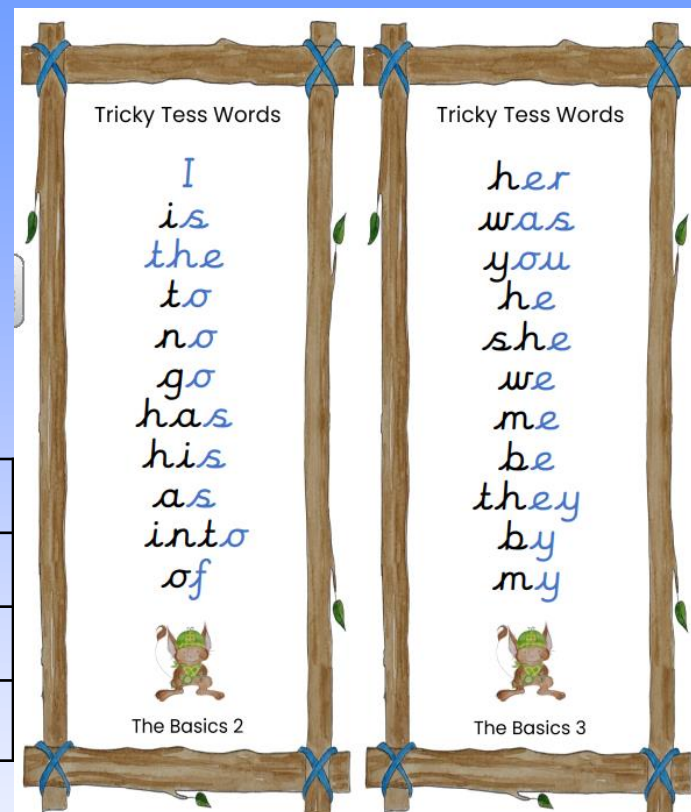 Tricky Tess Words
I
is
the
to
no
go
has
his
as
into
of
The Basics 2
Tricky Tess Words
her
was
you
he
she
we
me
be
they
by
my
The Basics 3